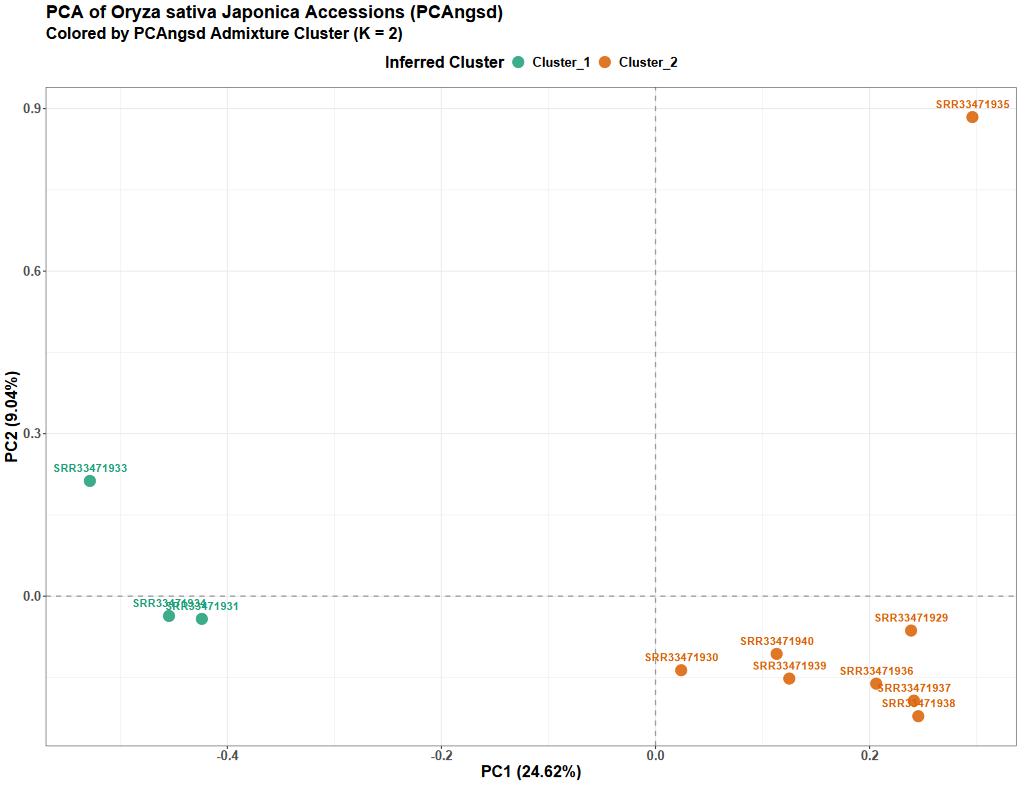 PCA of Oryza sativa Japonica Accessions (PCAngsd)
Colored by PCAngsd Admixture Cluster (K = 2)
Inferred Cluster Cluster_1 Cluster_2
SRR33471935
0.9
0.6
PC2 (9.04%)
0.3
SRR33471933
0.0
SRR33471934
SRR33471931
SRR33471929
SRR33471940
SRR33471930
SRR33471939
SRR33471936
SRR33471937
SRR33471938
-0.4 -0.2 0.0 0.2
PC1 (24.62%)